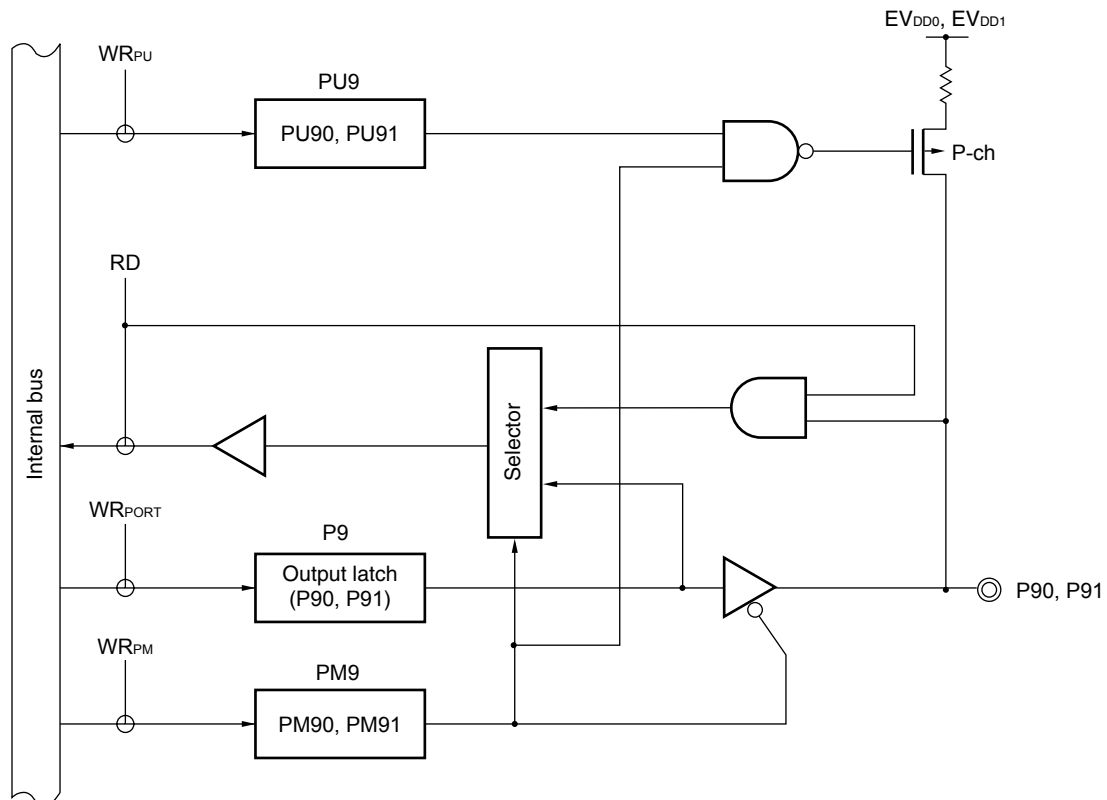 EVDD0, EVDD1
WRPU
PU9
PU90, PU91
P-ch
RD
Internal bus
Selector
WRPORT
P9
Output latch
(P90, P91)
P90, P91
WRPM
PM9
PM90, PM91